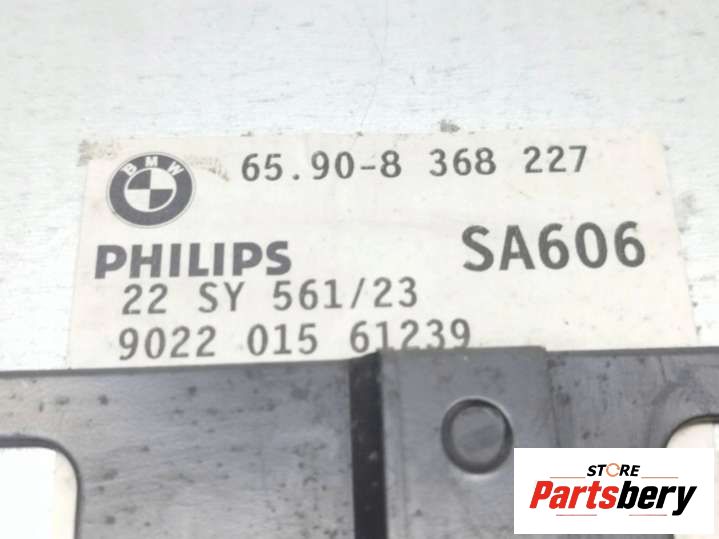 BMW
65.90-8 368 227
PHILIPS SA606
22 SY 561/23
9022 015 61239
STORE
Partsbery